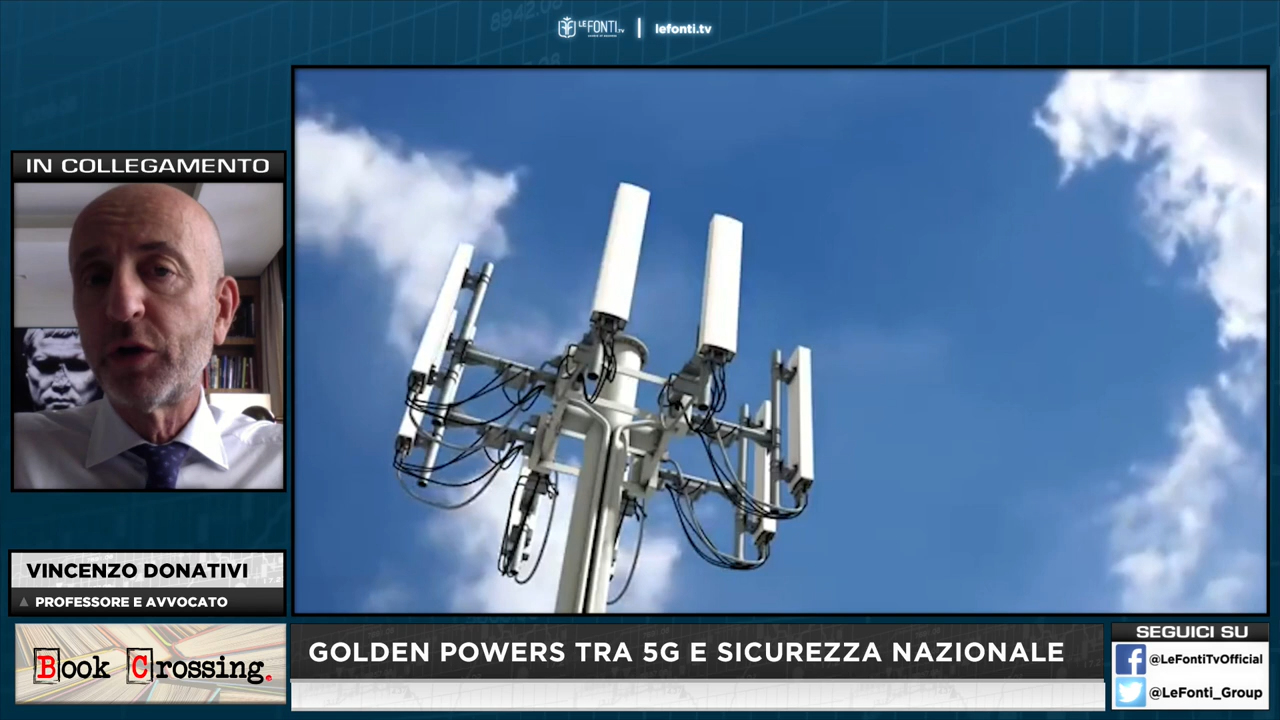 LE FONTI.TV
lefonti.tv
IN COLLEGAMENTO
VINCENZO DONATIVI
PROFESSORE E AVVOCATO
Book Crossing.
GOLDEN POWERS TRA 5G E SICUREZZA NAZIONALE
SEGUICI SU
@LeFontiTvOfficial
@LeFonti_Group